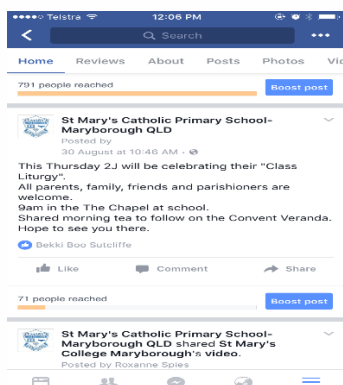 Telstra 12:06 PM
Search
Home Reviews About Posts Photos Vi
791 people reached Boost post
St Mary's Catholic Primary School-
Maryborough QLD
Posted by
30 August at 10:46 AM ·
This Thursday 2J will be celebrating their "Class
Liturgy".
All parents, family, friends and parishioners are
welcome.
9am in the The Chapel at school.
Shared morning tea to follow on the Convent Veranda.
Hope to see you there.
Bekki Boo Sutcliffe
Like Comment Share
71 people reached Boost post
St Mary's Catholic Primary School-
Maryborough QLD shared St Mary's
College Maryborough's video.
Posted by Roxanne Spies